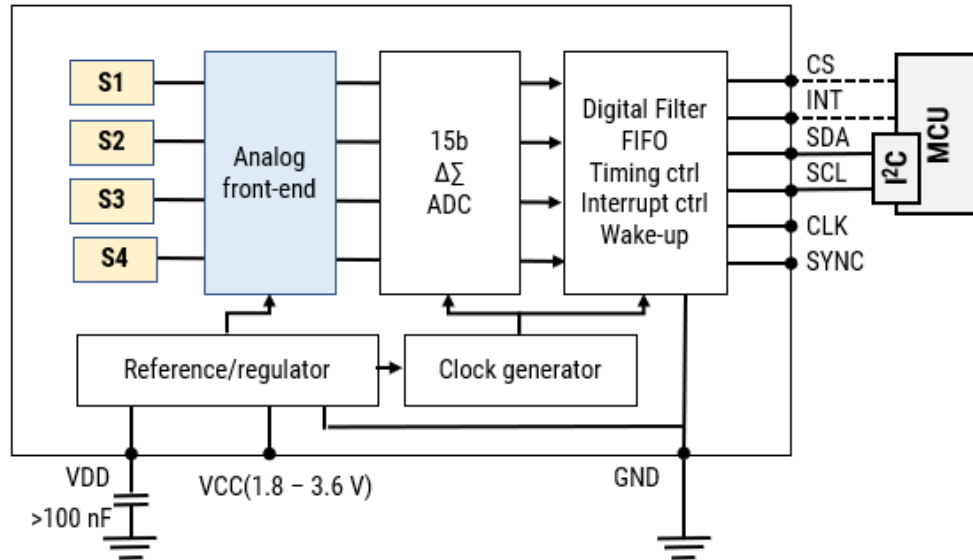 S1
S2
S3
S4
Analog
front-end
15b
ΔΣ
ADC
Digital Filter
FIFO
Timing ctrl
Interrupt ctrl
Wake-up
CS
INT
SDA
SCL
CLK
SYNC
I²C
MCU
Reference/regulator
Clock generator
VDD
>100 nF
VCC(1.8 – 3.6 V)
GND